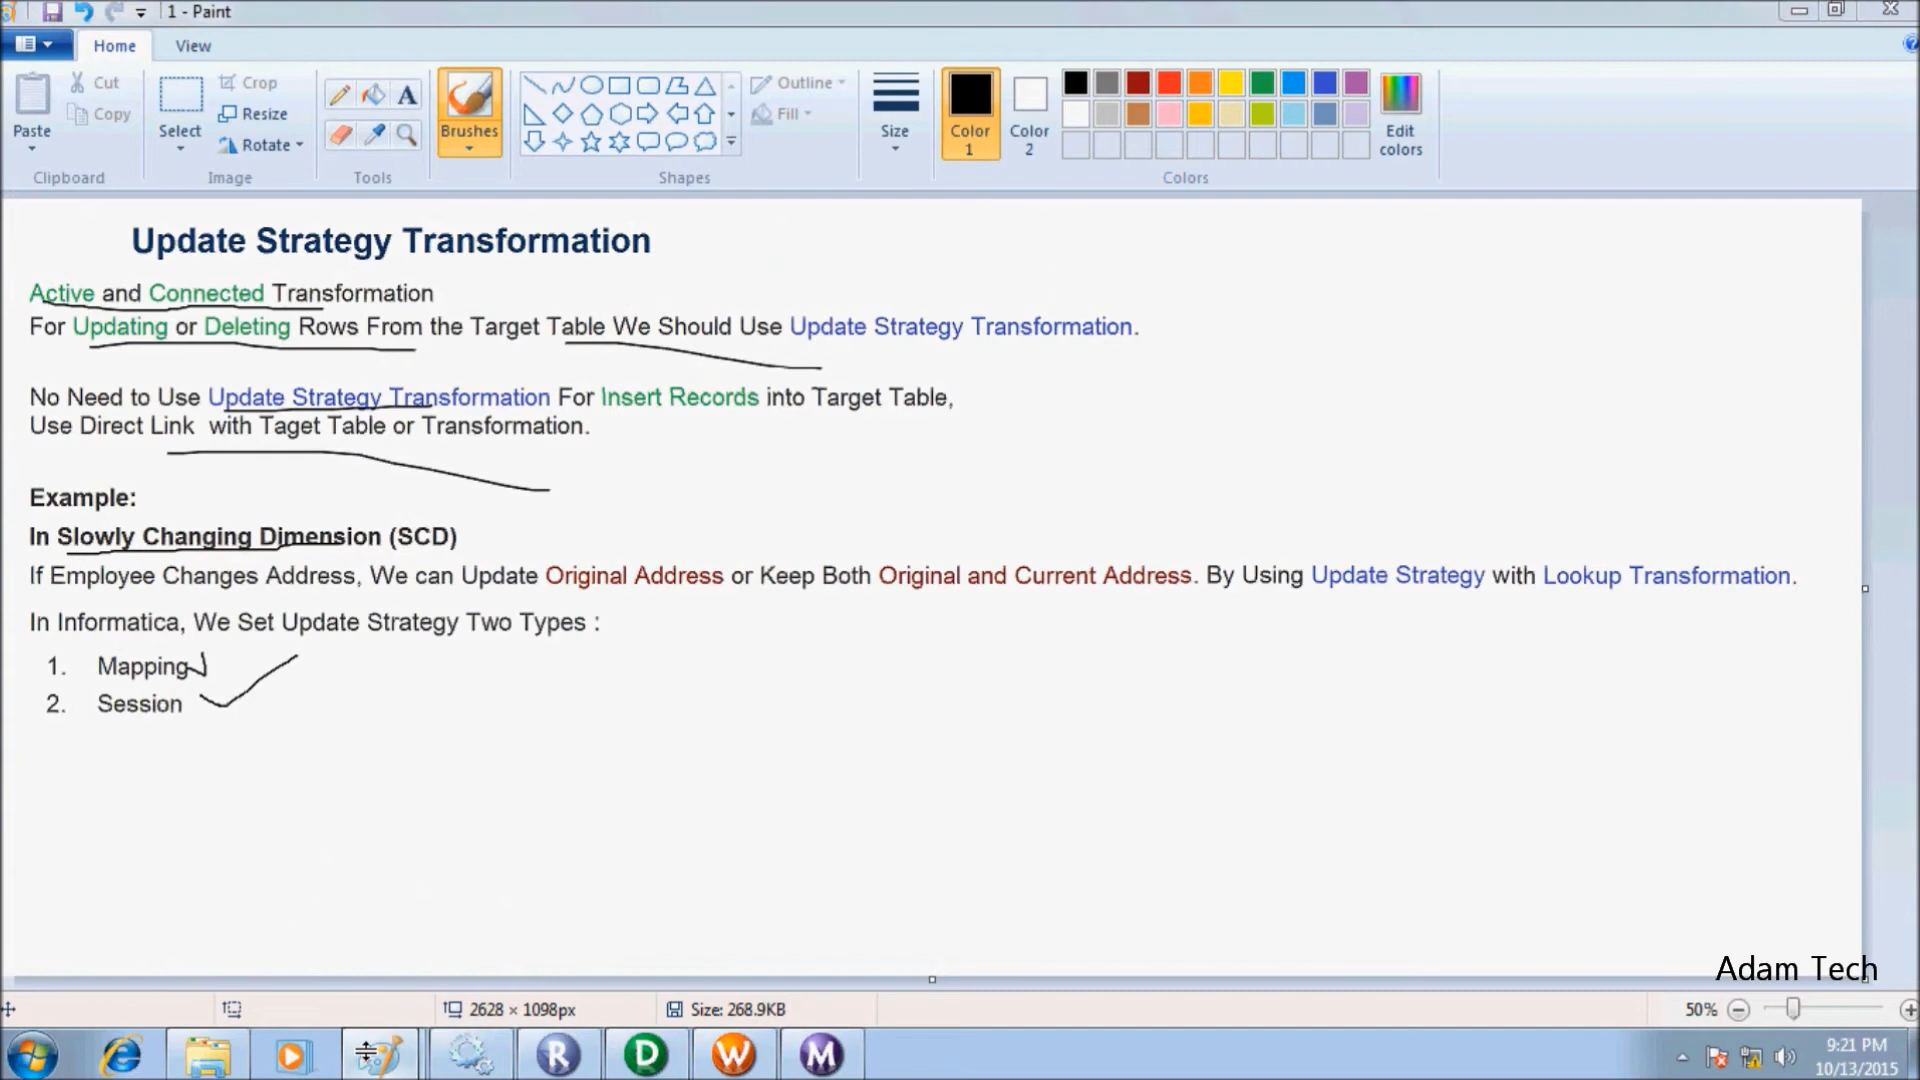 1 - Paint
Home View
Paste
Cut
Copy
Clipboard
Select
Crop
Resize
Rotate
Image
A
Tools
Brushes
Outline
Fill
Shapes
Size
Color 1
Color 2
Edit colors
Colors
Update Strategy Transformation
Active and Connected Transformation
For Updating or Deleting Rows From the Target Table We Should Use Update Strategy Transformation.
No Need to Use Update Strategy Transformation For Insert Records into Target Table,
Use Direct Link with Taget Table or Transformation.
Example:
In Slowly Changing Dimension (SCD)
If Employee Changes Address, We can Update Original Address or Keep Both Original and Current Address. By Using Update Strategy with Lookup Transformation.
In Informatica, We Set Update Strategy Two Types :
1. Mapping
2. Session
Adam Tech
2628 × 1098px Size: 268.9KB 50%
R D W M
9:21 PM
10/13/2015